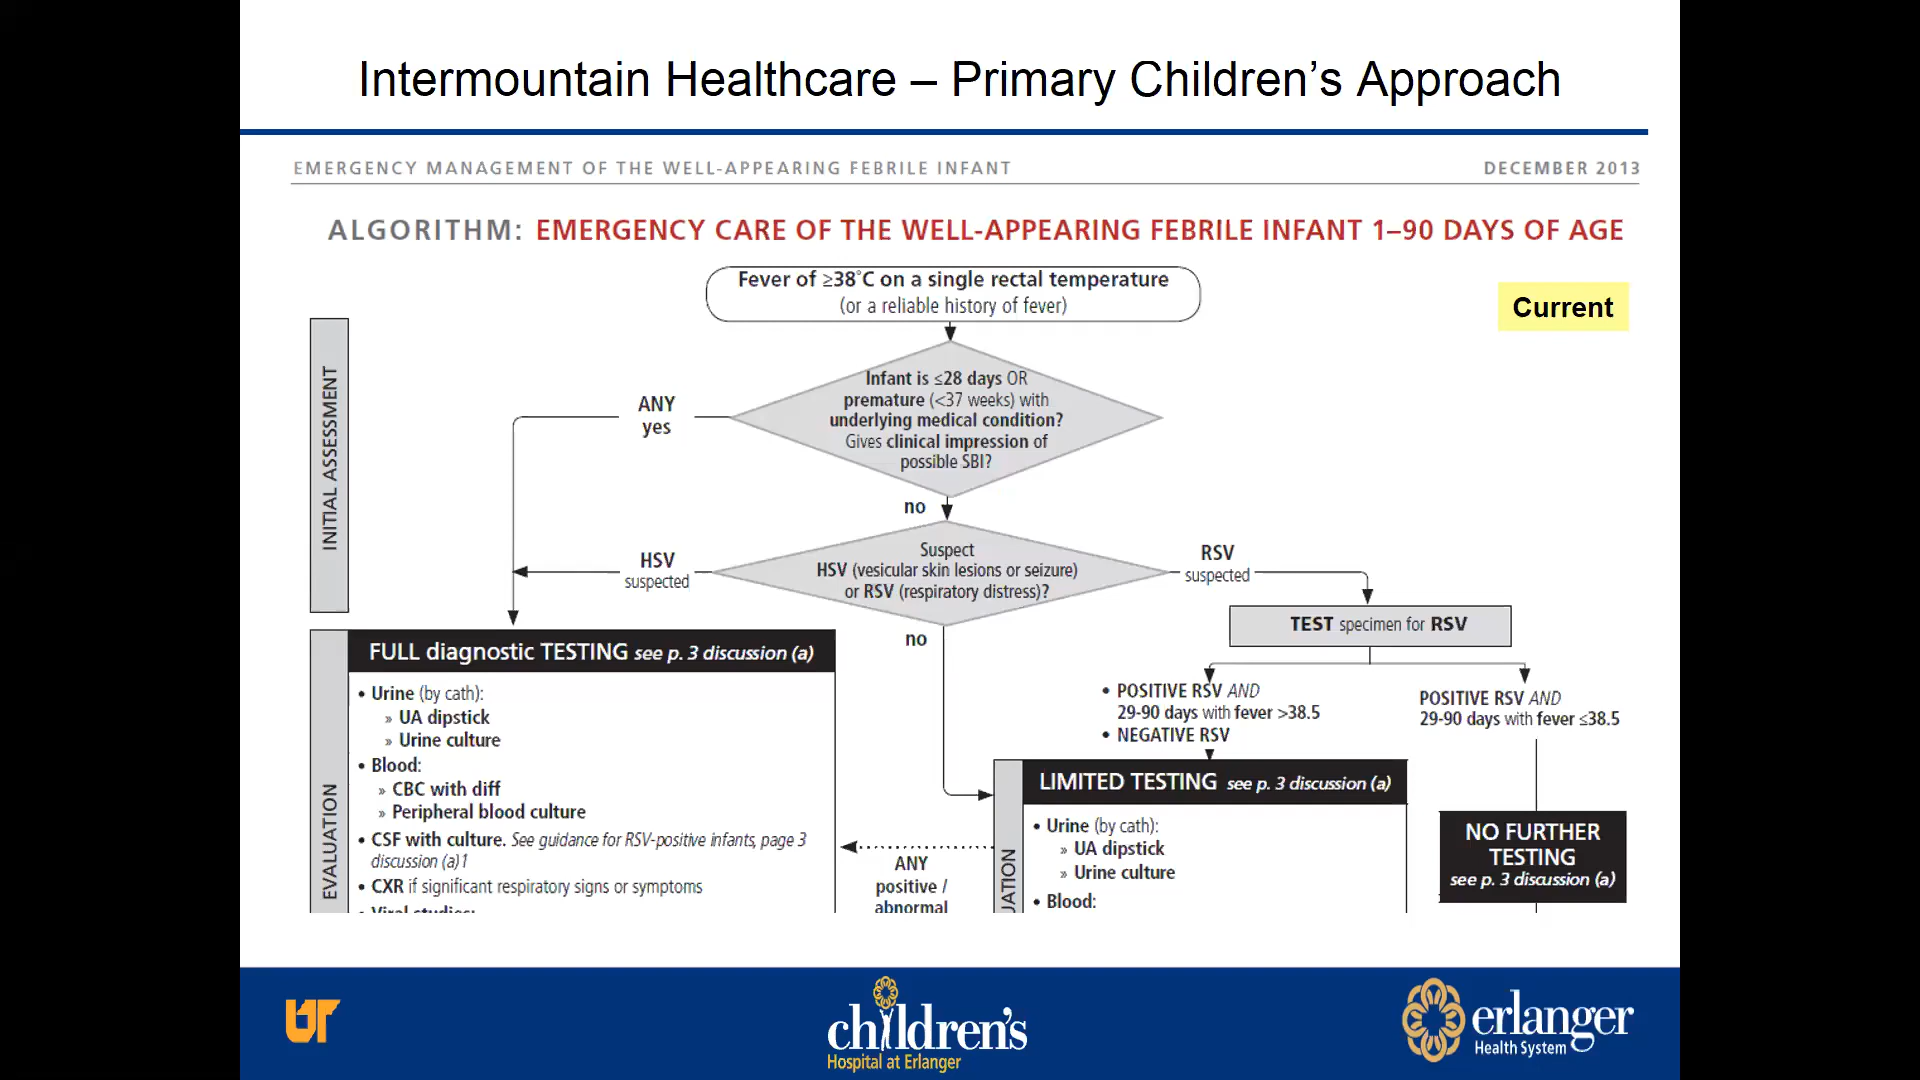 Intermountain Healthcare – Primary Children's Approach
EMERGENCY MANAGEMENT OF THE WELL-APPEARING FEBRILE INFANT
DECEMBER 2013
ALGORITHM: EMERGENCY CARE OF THE WELL-APPEARING FEBRILE INFANT 1–90 DAYS OF AGE
Fever of ≥38°C on a single rectal temperature
(or a reliable history of fever)
Current
INITIAL ASSESSMENT
Infant is ≤28 days OR
premature (<37 weeks) with
underlying medical condition?
Gives clinical impression of
possible SBI?
ANY
yes
no
Suspect
HSV (vesicular skin lesions or seizure)
or RSV (respiratory distress)?
HSV
suspected
RSV
suspected
no
TEST specimen for RSV
• POSITIVE RSV AND
29-90 days with fever >38.5
• NEGATIVE RSV
POSITIVE RSV AND
29-90 days with fever ≤38.5
EVALUATION
FULL diagnostic TESTING see p. 3 discussion (a)
• Urine (by cath):
» UA dipstick
» Urine culture
• Blood:
» CBC with diff
» Peripheral blood culture
• CSF with culture. See guidance for RSV-positive infants, page 3
discussion (a)1
• CXR if significant respiratory signs or symptoms
• Viral studies:
ANY
positive /
abnormal
UATION
LIMITED TESTING see p. 3 discussion (a)
• Urine (by cath):
» UA dipstick
» Urine culture
• Blood:
NO FURTHER
TESTING
see p. 3 discussion (a)
UT
children's
Hospital at Erlanger
erlanger
Health System